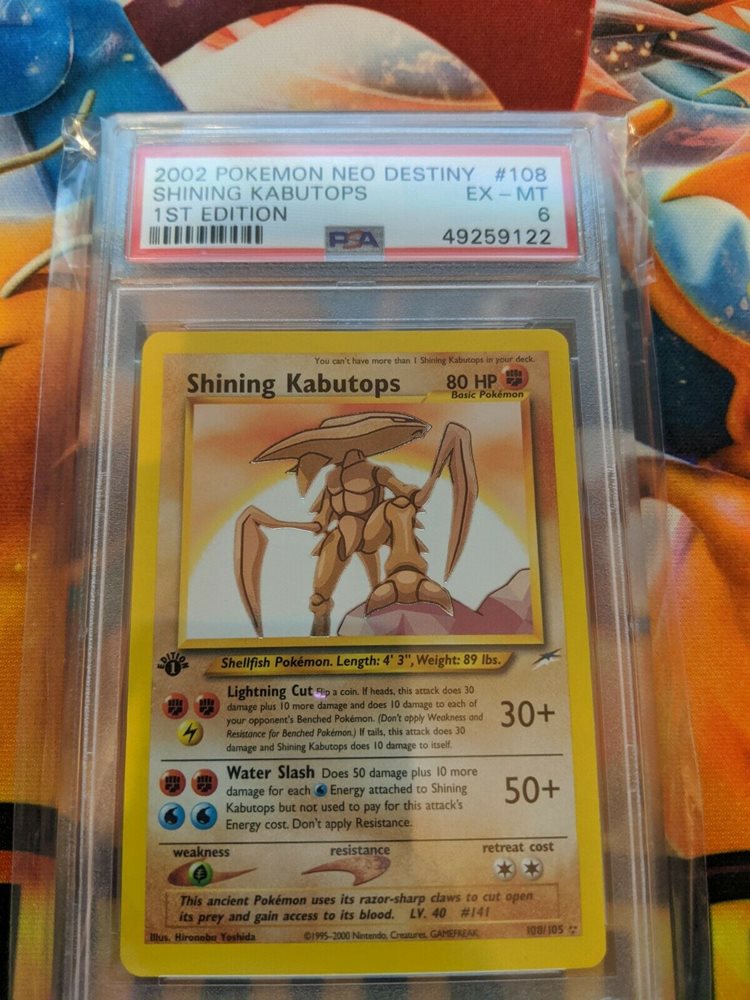 2002 POKEMON NEO DESTINY #108
SHINING KABUTOPS EX - MT
1ST EDITION 6
PSA 49259122
You can't have more than 1 Shining Kabutops in your deck.
Shining Kabutops 80 HP
Basic Pokémon
EDITION 1
Shellfish Pokémon. Length: 4' 3", Weight: 89 lbs.
Lightning Cut Flip a coin. If heads, this attack does 30
damage plus 10 more damage and does 10 damage to each of
your opponent's Benched Pokémon. (Don't apply Weakness and
Resistance for Benched Pokémon.) If tails, this attack does 30
damage and Shining Kabutops does 10 damage to itself.
30+
Water Slash Does 50 damage plus 10 more
damage for each Energy attached to Shining
Kabutops but not used to pay for this attack's
Energy cost. Don't apply Resistance.
50+
weakness resistance retreat cost
This ancient Pokémon uses its razor-sharp claws to cut open
its prey and gain access to its blood. LV. 40 #141
Illus. Hironobu Yoshida ©1995-2000 Nintendo, Creatures, GAMEFREAK. 108/105